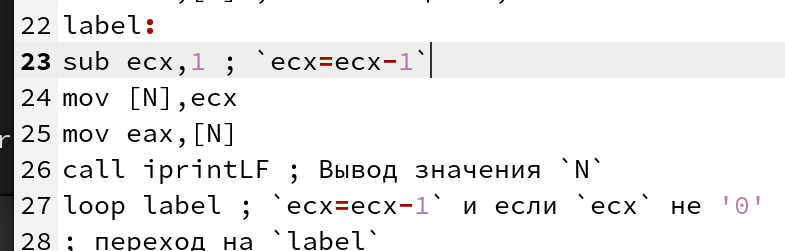 22 label:
23 sub ecx,1 ; `ecx=ecx-1`
24 mov [N],ecx
25 mov eax,[N]
26 call iprintLF ; Вывод значения `N`
27 loop label ; `ecx=ecx-1` и если `ecx` не '0'
28 ; переход на `label`